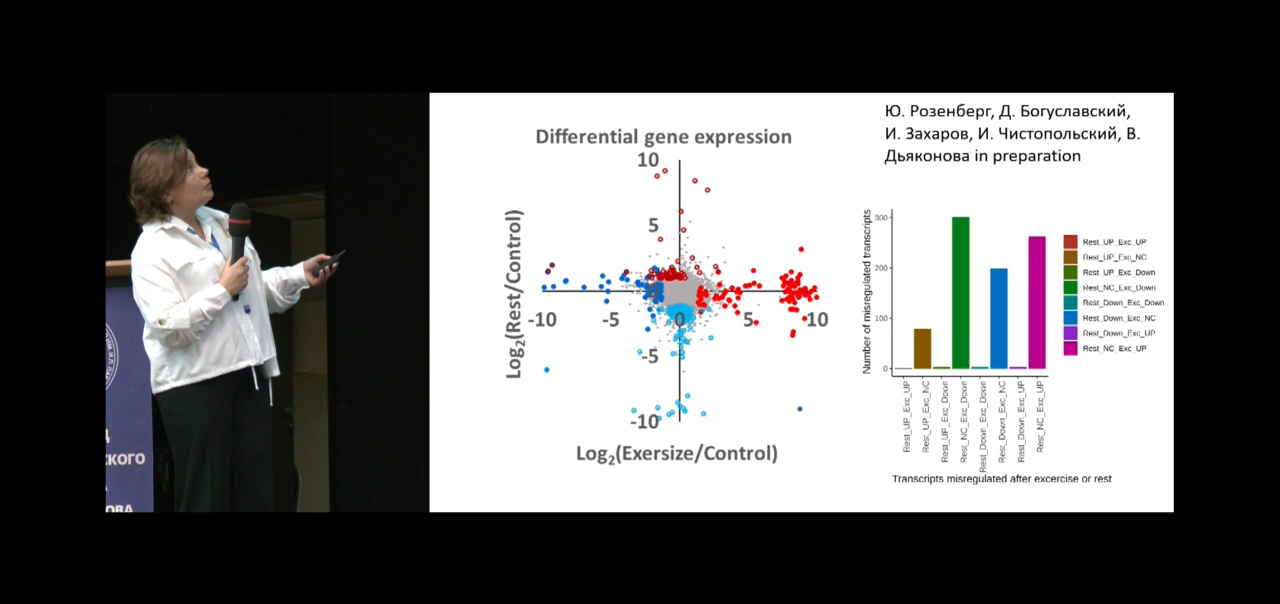 Ю. Розенберг, Д. Богуславский,
И. Захаров, И. Чистопольский, В.
Дьяконова in preparation
Differential gene expression
10
5
0
-5
-10
-10
-5
0
5
10
Log2(Rest/Control)
Log2(Exersize/Control)
Number of misregulated transcripts
300
200
100
0
Rest_UP_Exc_UP
Rest_UP_Exc_NC
Rest_UP_Exc_Down
Rest_NC_Exc_Down
Rest_Down_Exc_Down
Rest_Down_Exc_NC
Rest_Down_Exc_UP
Rest_NC_Exc_UP
Transcripts misregulated after excercise or rest
Rest_UP_Exc_UP
Rest_UP_Exc_NC
Rest_UP_Exc_Down
Rest_NC_Exc_Down
Rest_Down_Exc_Down
Rest_Down_Exc_NC
Rest_Down_Exc_UP
Rest_NC_Exc_UP
СКОГО
ОВА